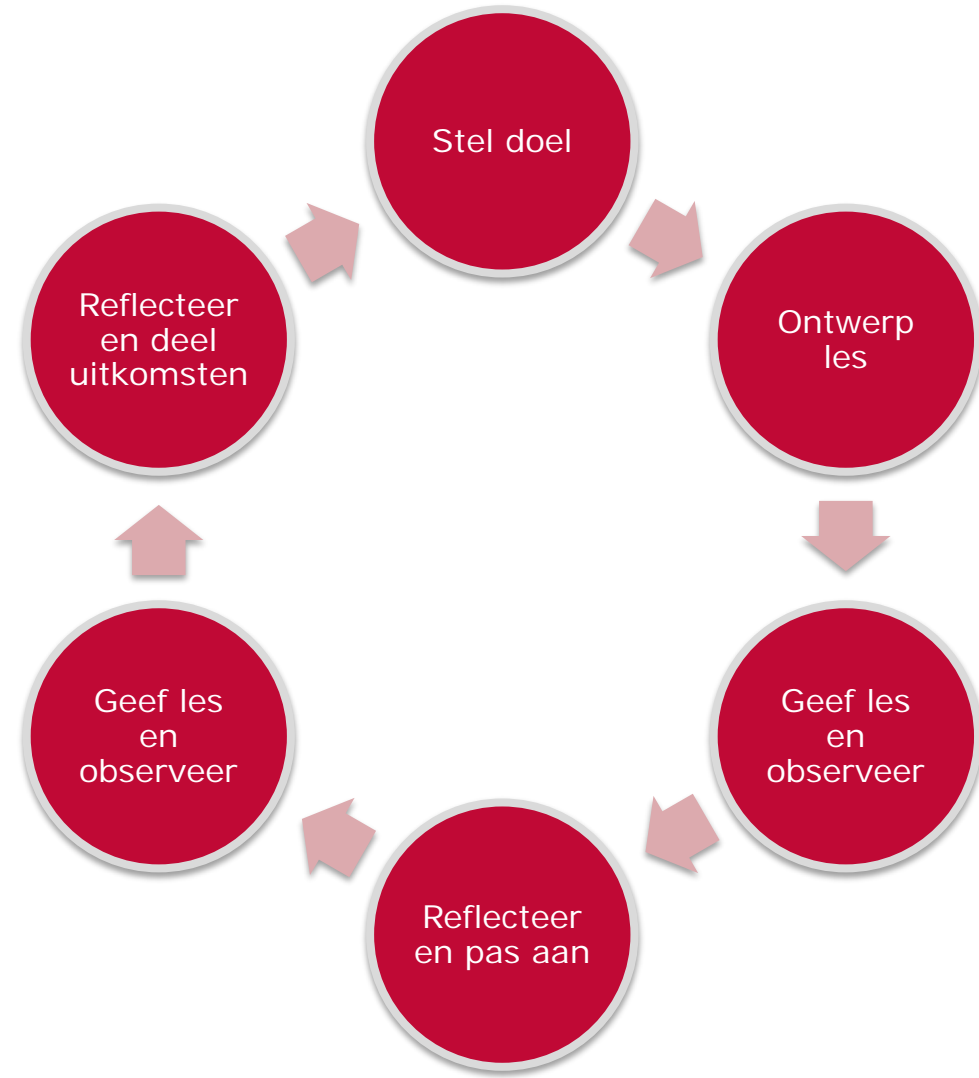 Stel doel
Ontwerp
les
Geef les
en
observeer
Reflecteer
en pas aan
Geef les
en
observeer
Reflecteer
en deel
uitkomsten